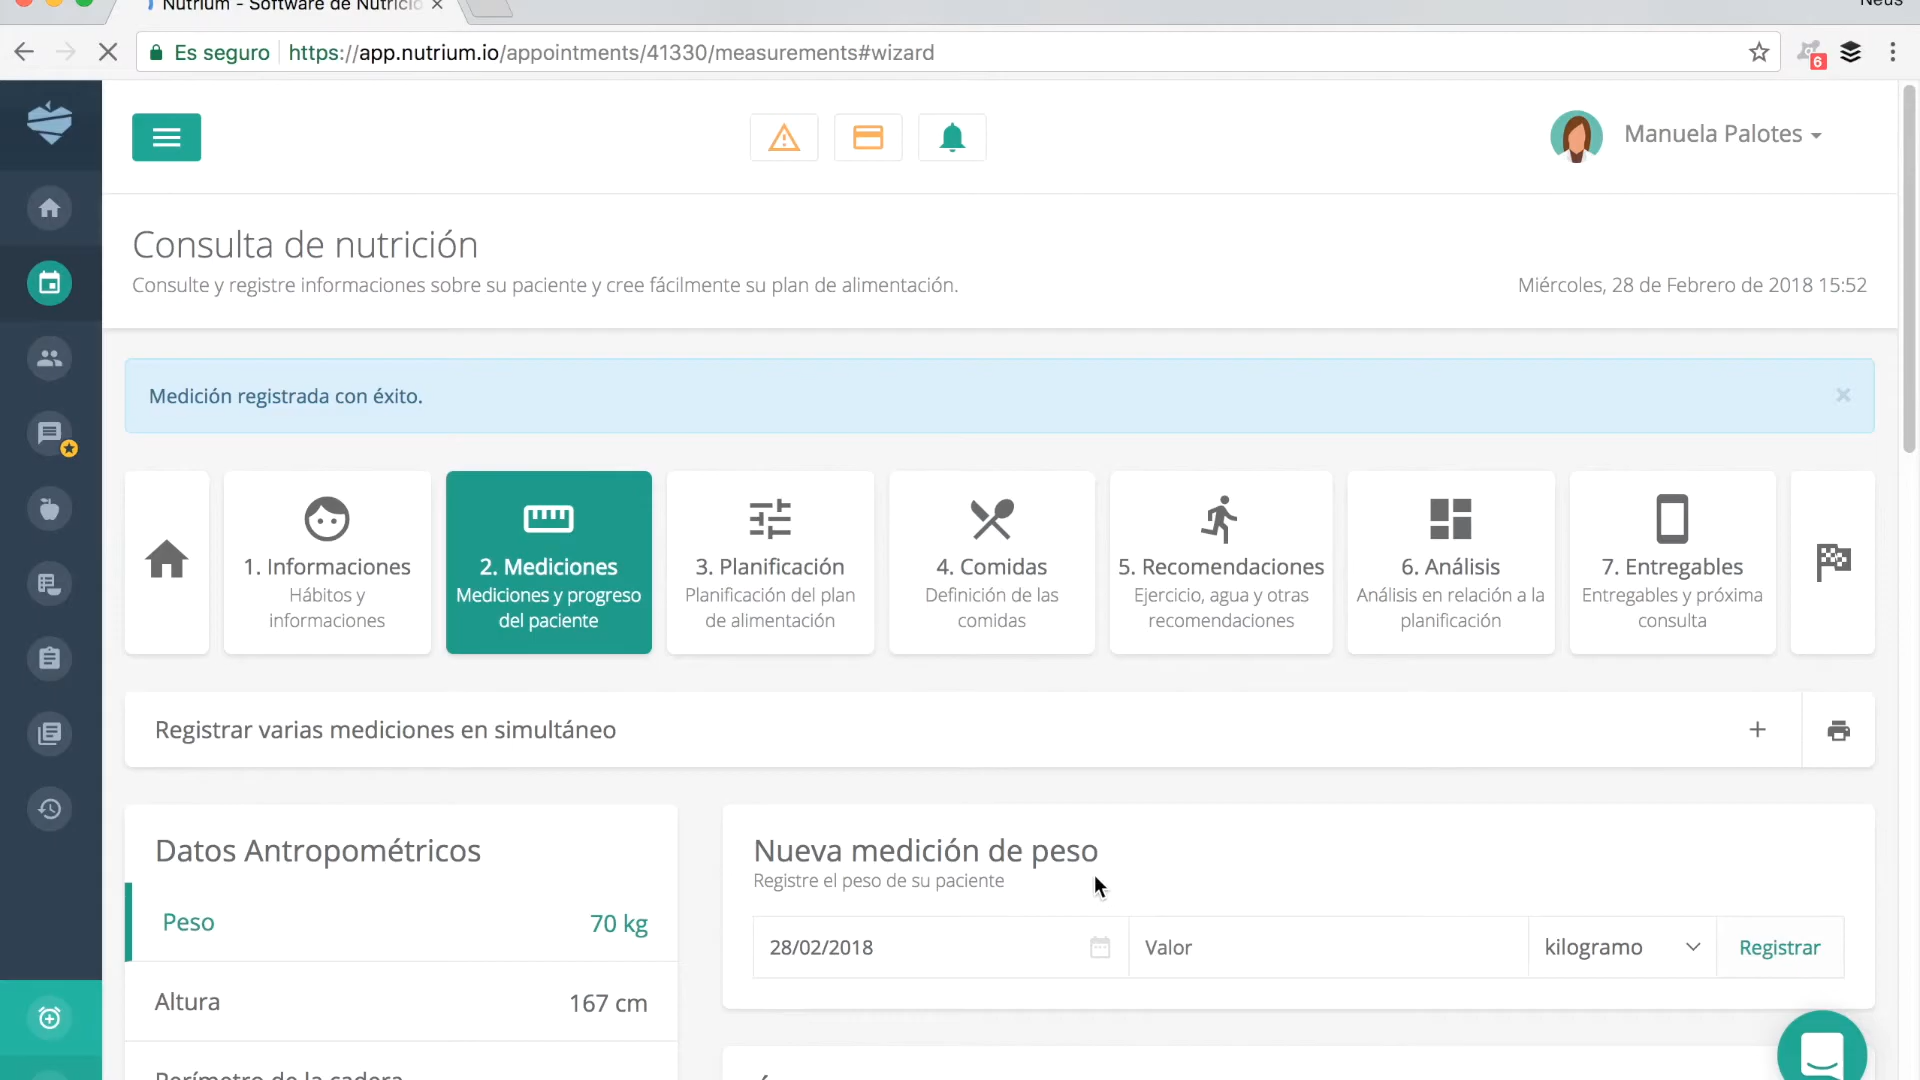 Nutrium - Software de Nutrició
Neus
Es seguro
https://app.nutrium.io/appointments/41330/measurements#wizard
6
Manuela Palotes
Consulta de nutrición
Consulte y registre informaciones sobre su paciente y cree fácilmente su plan de alimentación.
Miércoles, 28 de Febrero de 2018 15:52
Medición registrada con éxito.
1. Informaciones
Hábitos y
informaciones
2. Mediciones
Mediciones y progreso
del paciente
3. Planificación
Planificación del plan
de alimentación
4. Comidas
Definición de las
comidas
5. Recomendaciones
Ejercicio, agua y otras
recomendaciones
6. Análisis
Análisis en relación a la
planificación
7. Entregables
Entregables y próxima
consulta
Registrar varias mediciones en simultáneo
Datos Antropométricos
Peso
70 kg
Altura
167 cm
Perímetro de la cadera
Nueva medición de peso
Registre el peso de su paciente
28/02/2018
Valor
kilogramo
Registrar